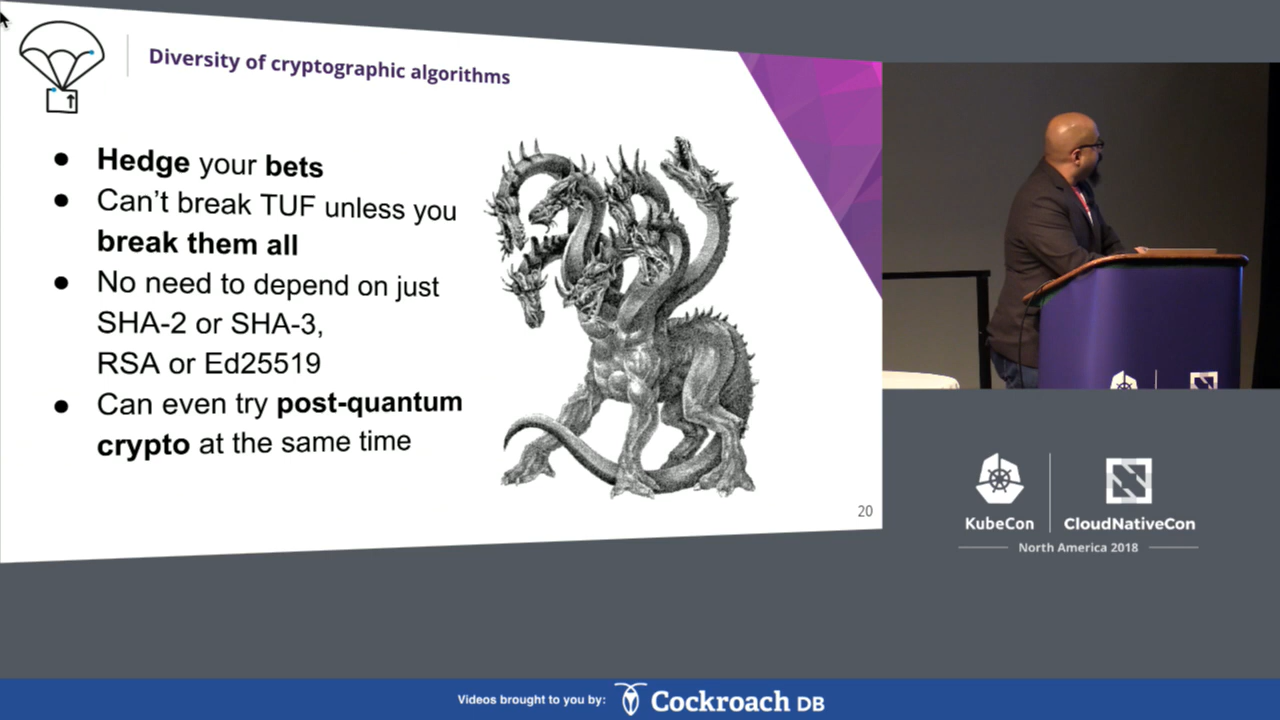 Diversity of cryptographic algorithms
● Hedge your bets
● Can't break TUF unless you
break them all
● No need to depend on just
SHA-2 or SHA-3,
RSA or Ed25519
● Can even try post-quantum
crypto at the same time
20
KubeCon
CloudNativeCon
North America 2018
Videos brought to you by:
Cockroach DB